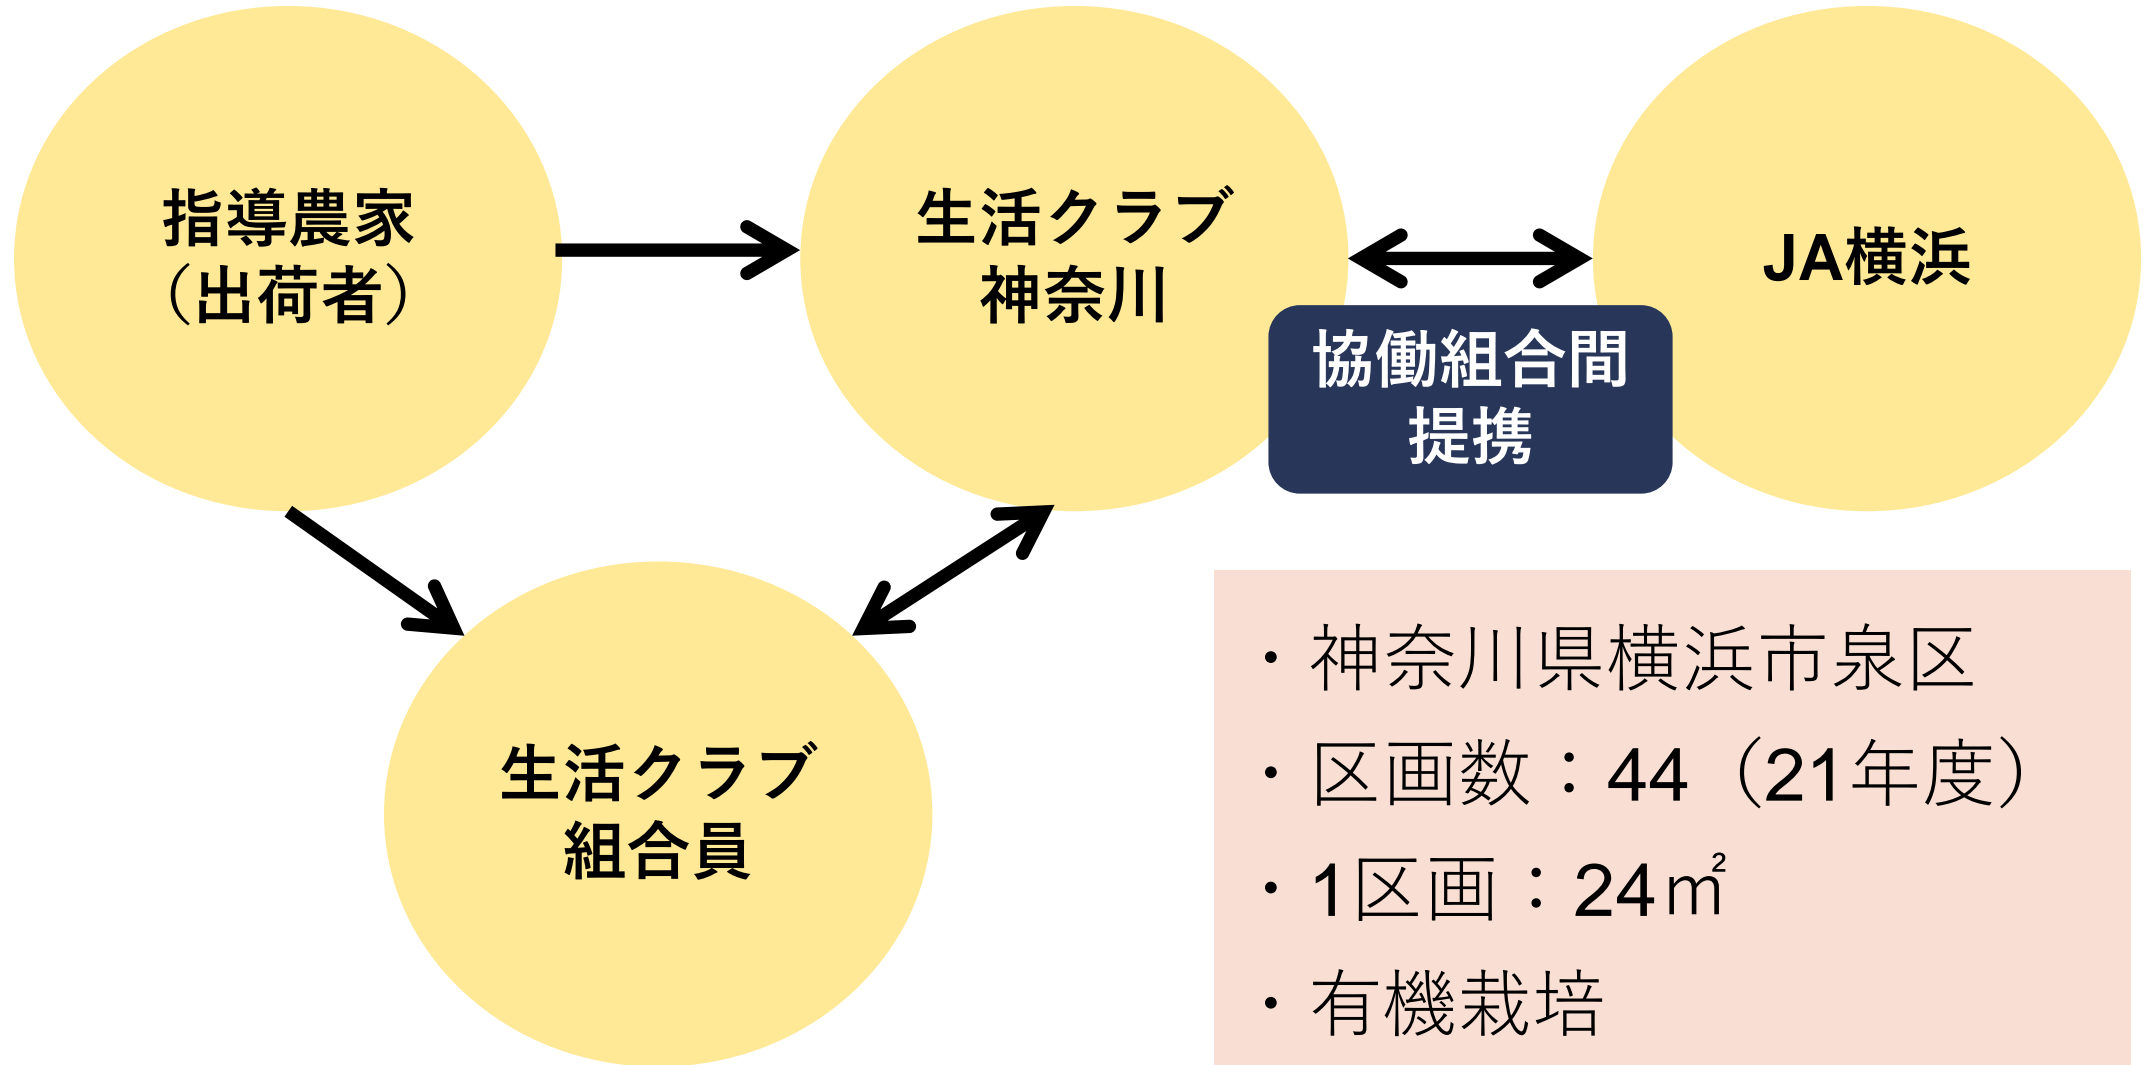 指導農家
（出荷者）
生活クラブ
神奈川
JA横浜
協働組合間
提携
生活クラブ
組合員
・神奈川県横浜市泉区
・区画数：44（21年度）
・1区画：24㎡
・有機栽培